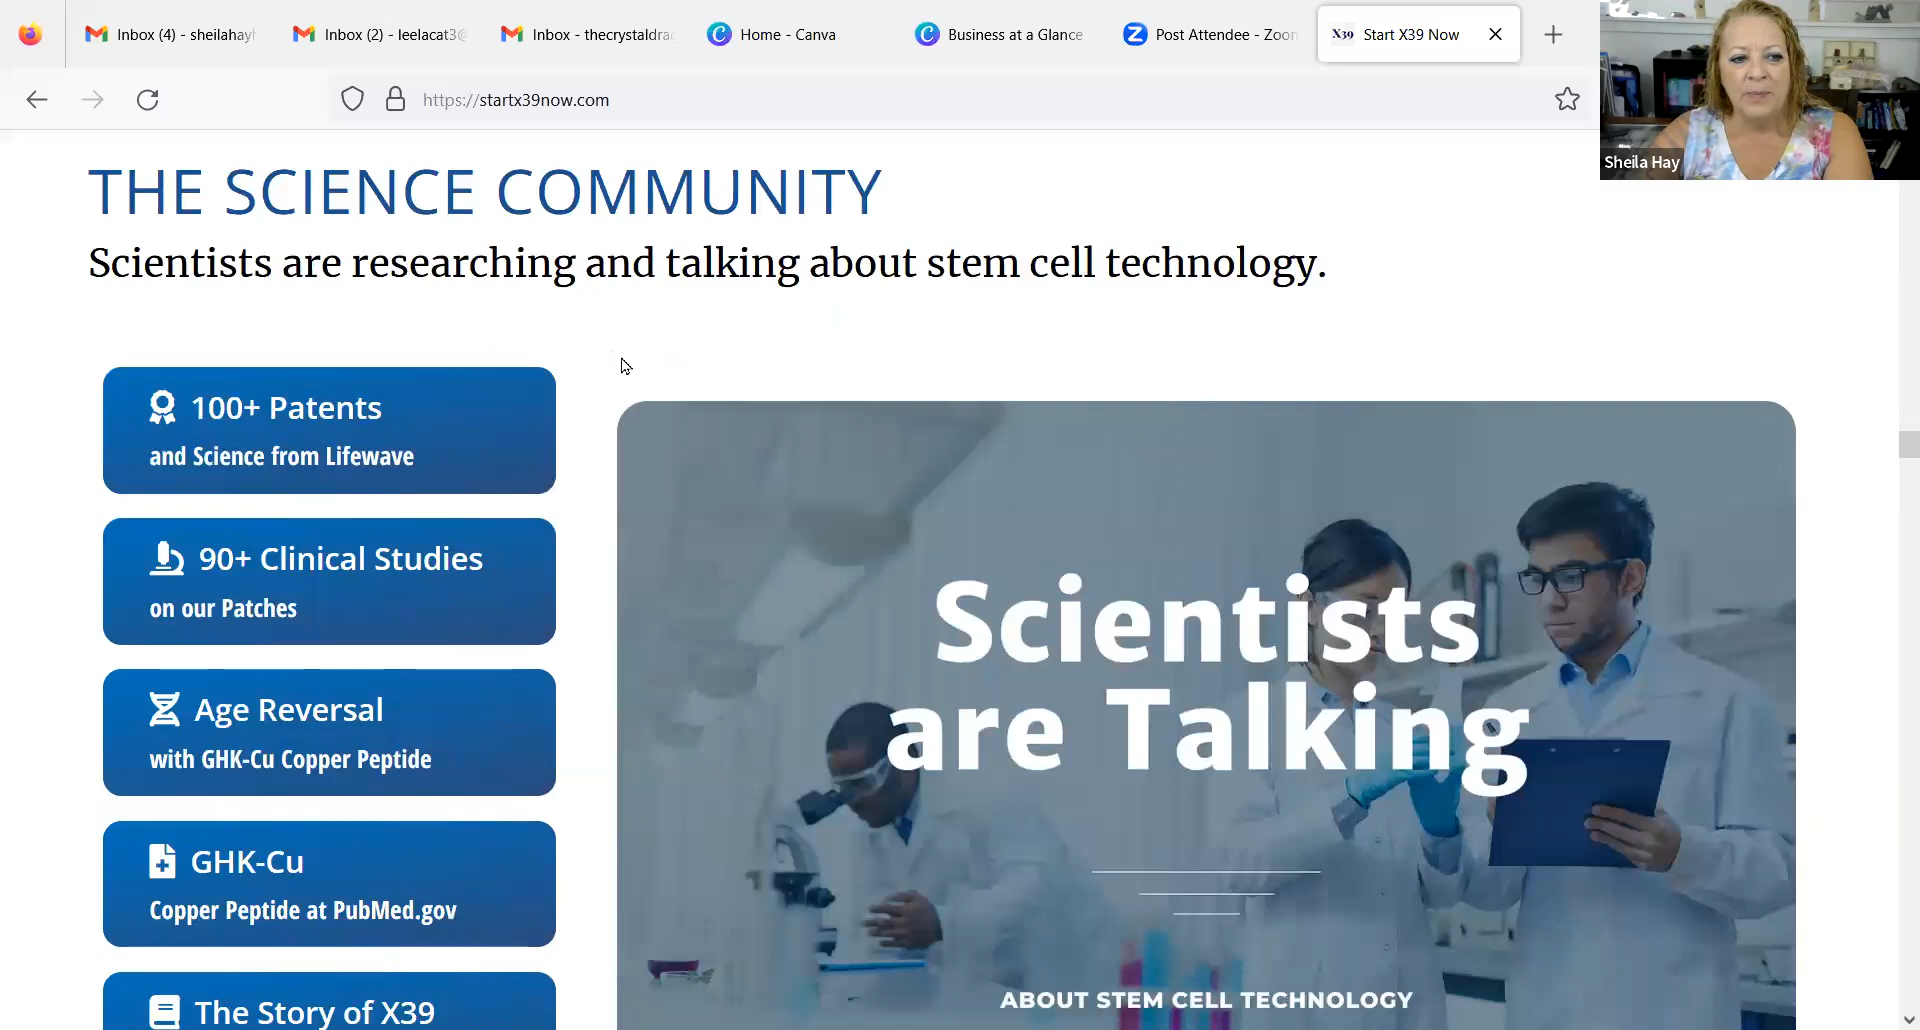 Inbox (4) - sheilahayh
Inbox (2) - leelacat3@
Inbox - thecrystaldra
Home - Canva
Business at a Glance
Post Attendee - Zoom
X39 Start X39 Now
https://startx39now.com
Sheila Hay
THE SCIENCE COMMUNITY
Scientists are researching and talking about stem cell technology.
100+ Patents
and Science from Lifewave
90+ Clinical Studies
on our Patches
Age Reversal
with GHK-Cu Copper Peptide
GHK-Cu
Copper Peptide at PubMed.gov
The Story of X39
Scientists
are Talking
ABOUT STEM CELL TECHNOLOGY